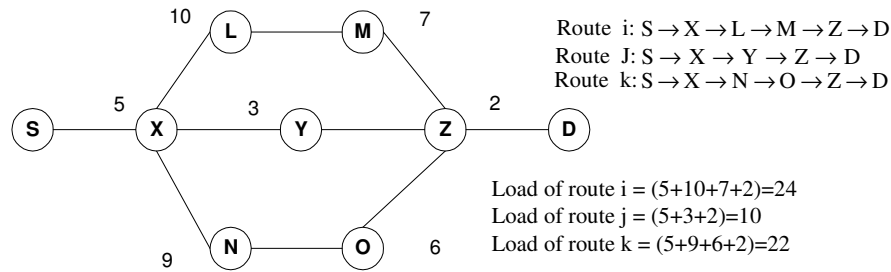 10
L
M
7
Route i: S → X → L → M → Z → D
Route J: S → X → Y → Z → D
Route k: S → X → N → O → Z → D
5
3
2
S
X
Y
Z
D
Load of route i = (5+10+7+2)=24
Load of route j = (5+3+2)=10
Load of route k = (5+9+6+2)=22
9
N
O
6